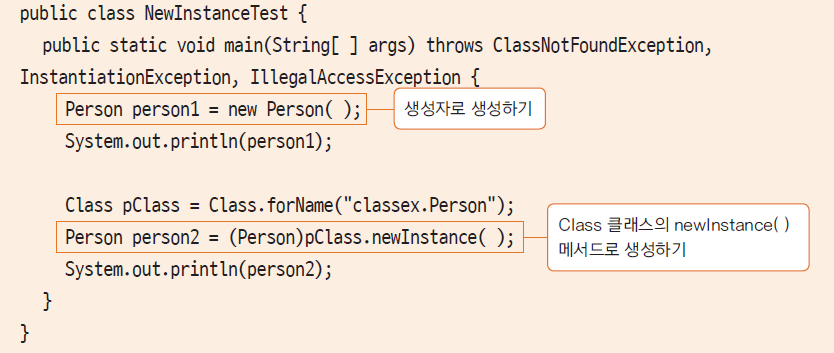 public class NewInstanceTest {
public static void main(String[ ] args) throws ClassNotFoundException,
InstantiationException, IllegalAccessException {
Person person1 = new Person( );
생성자로 생성하기
System.out.println(person1);
Class pClass = Class.forName("classex.Person");
Person person2 = (Person)pClass.newInstance( );
Class 클래스의 newInstance( )
메서드로 생성하기
System.out.println(person2);
}
}